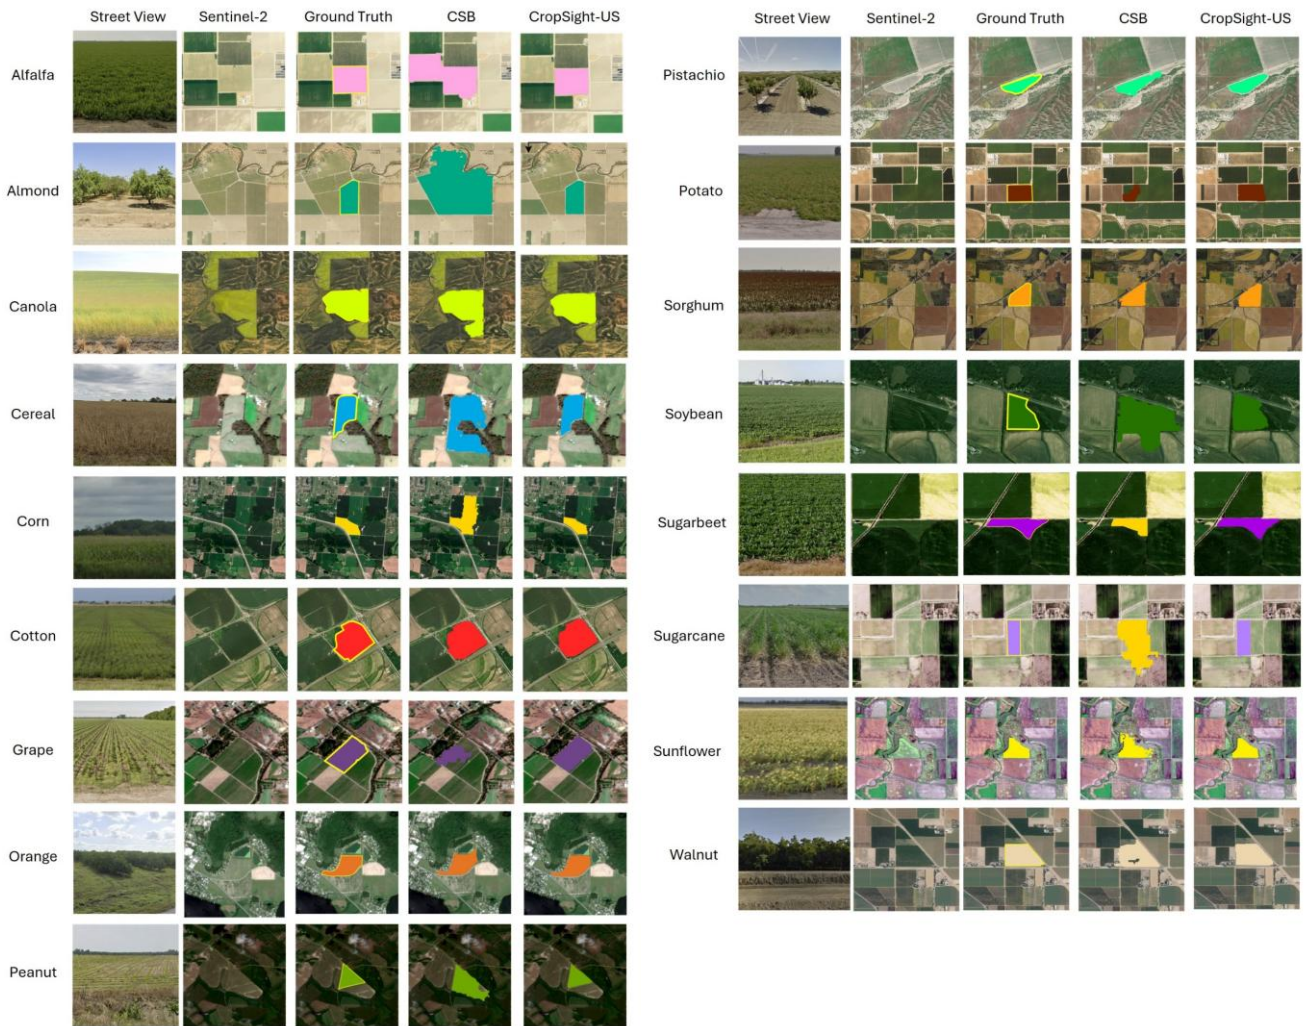 Street View Sentinel-2 Ground Truth CSB CropSight-US
Alfalfa
Almond
Canola
Cereal
Corn
Cotton
Grape
Orange
Peanut
Street View Sentinel-2 Ground Truth CSB CropSight-US
Pistachio
Potato
Sorghum
Soybean
Sugarbeet
Sugarcane
Sunflower
Walnut